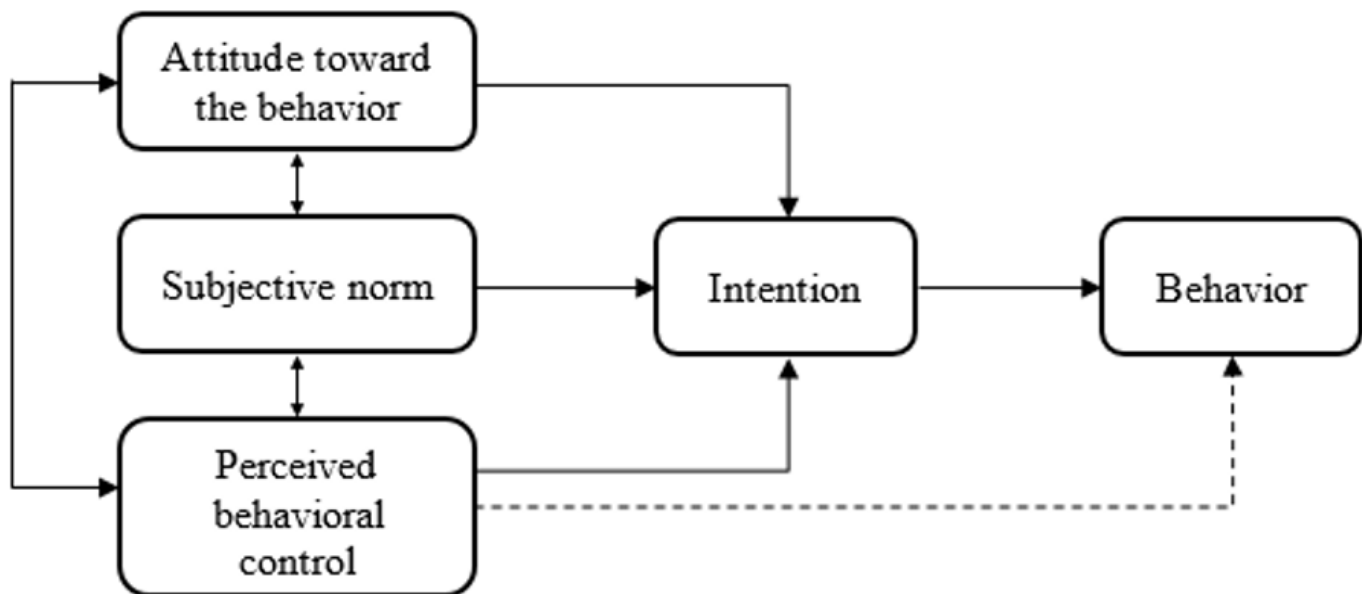 Attitude toward
the behavior
Subjective norm
Intention
Behavior
Perceived
behavioral
control